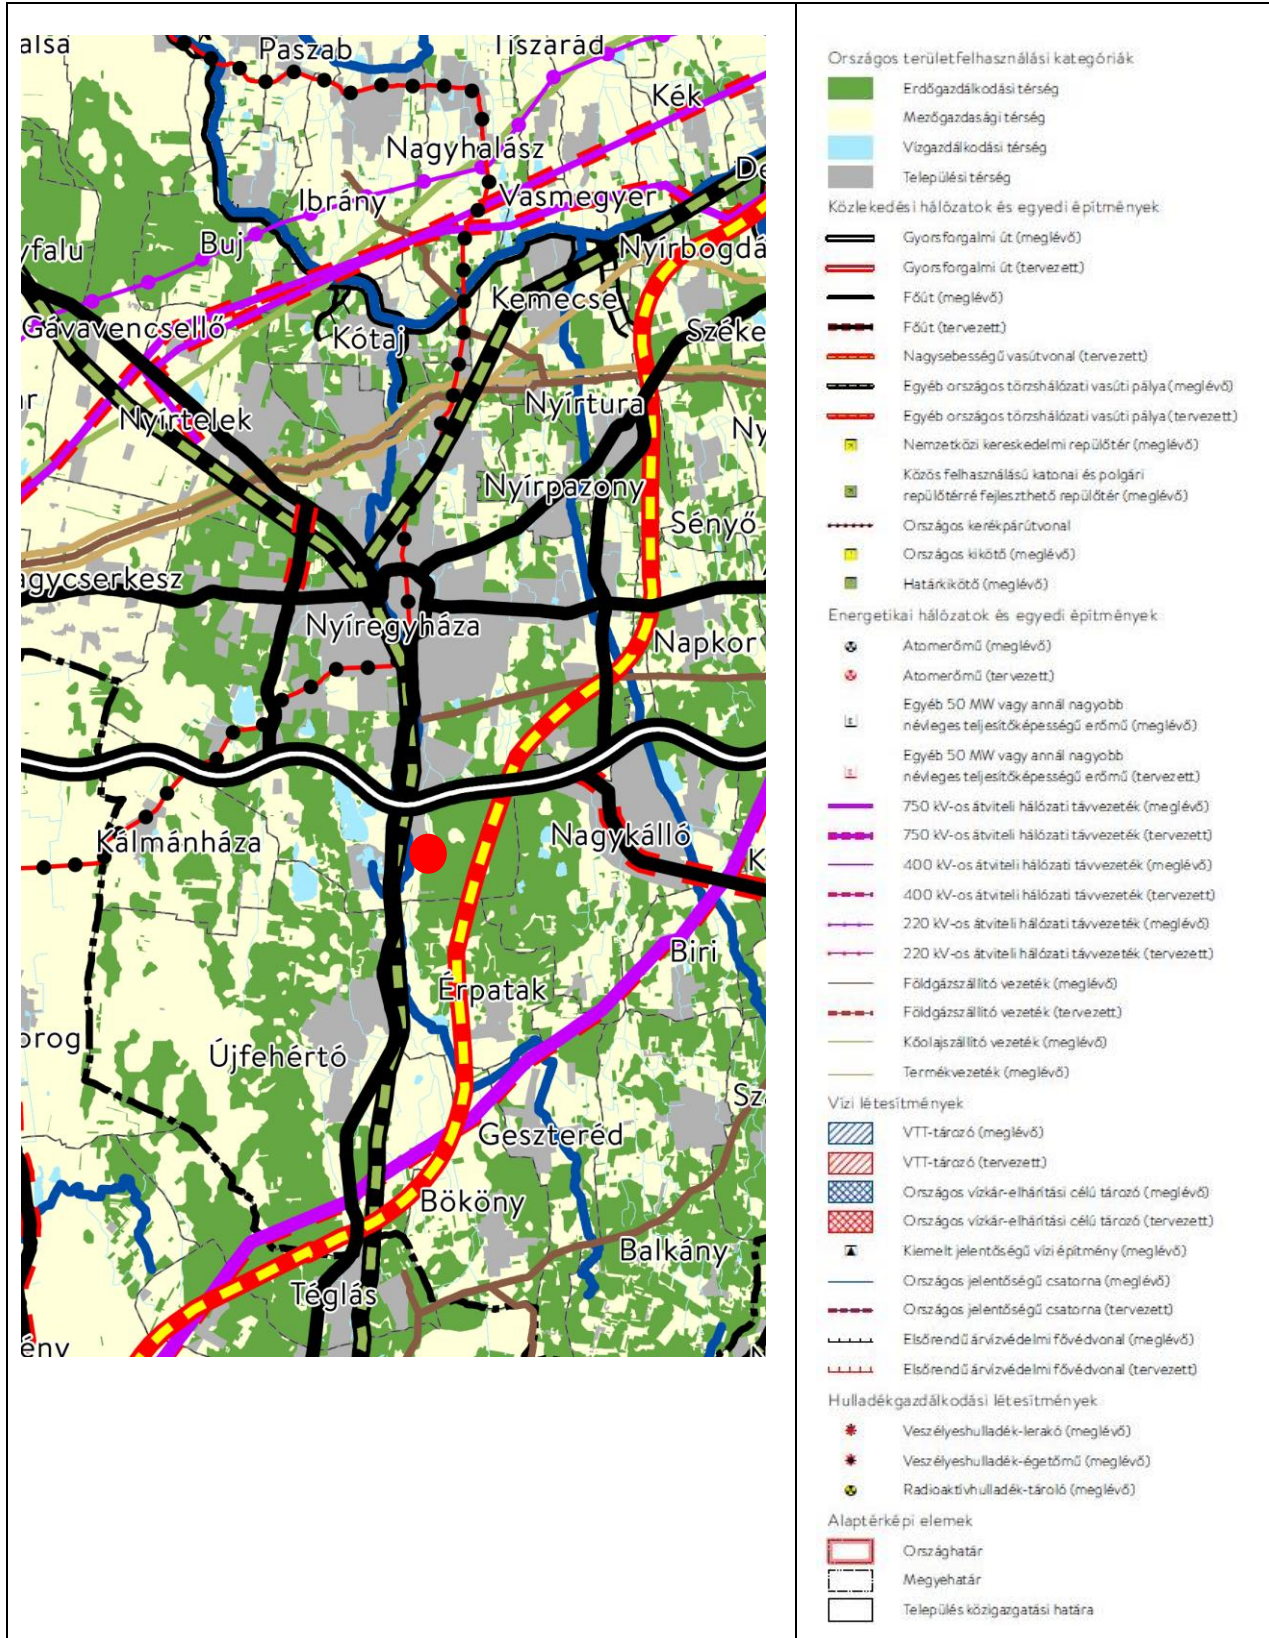 alsa
Paszab
Tiszarád
Kék
Nagyhalász
De
Ibrány
Vasmegyer
Buj
yfalu
Nyírbogdá
Kemecse
Gávavencsellő
Kótaj
Széke
ar
Nyírtura
Nyírtelek
Ny
Nyírpazony
Sényő
agycserkesz
Nyíregyháza
Napkor
Kálmánháza
Nagykálló
K
Biri
Érpatak
orog
Újfehértó
Sz
Geszteréd
Bököny
Balkány
Téglás
ény
Országos területfelhasználási kategóriák
Erdőgazdálkodási térség
Mezőgazdasági térség
Vízgazdálkodási térség
Települési térség
Közlekedési hálózatok és egyedi építmények
Gyorsforgalmi út (meglévő)
Gyorsforgalmi út (tervezett)
Főút (meglévő)
Főút (tervezett)
Nagysebességű vasútvonal (tervezett)
Egyéb országos törzshálózati vasúti pálya (meglévő)
Egyéb országos törzshálózati vasúti pálya (tervezett)
Nemzetközi kereskedelmi repülőtér (meglévő)
Közös felhasználású katonai és polgári
repülőtérré fejleszthető repülőtér (meglévő)
Országos kerékpárútvonal
Országos kikötő (meglévő)
Határkikötő (meglévő)
Energetikai hálózatok és egyedi építmények
Atomerőmű (meglévő)
Atomerőmű (tervezett)
Egyéb 50 MW vagy annál nagyobb
névleges teljesítőképességű erőmű (meglévő)
Egyéb 50 MW vagy annál nagyobb
névleges teljesítőképességű erőmű (tervezett)
750 kV-os átviteli hálózati távvezeték (meglévő)
750 kV-os átviteli hálózati távvezeték (tervezett)
400 kV-os átviteli hálózati távvezeték (meglévő)
400 kV-os átviteli hálózati távvezeték (tervezett)
220 kV-os átviteli hálózati távvezeték (meglévő)
220 kV-os átviteli hálózati távvezeték (tervezett)
Földgázszállító vezeték (meglévő)
Földgázszállító vezeték (tervezett)
Kőolajszállító vezeték (meglévő)
Termékvezeték (meglévő)
Vízi létesítmények
VTT-tározó (meglévő)
VTT-tározó (tervezett)
Országos vízkár-elhárítási célú tározó (meglévő)
Országos vízkár-elhárítási célú tározó (tervezett)
Kiemelt jelentőségű vízi építmény (meglévő)
Országos jelentőségű csatorna (meglévő)
Országos jelentőségű csatorna (tervezett)
Elsőrendű árvízvédelmi fővédvonal (meglévő)
Elsőrendű árvízvédelmi fővédvonal (tervezett)
Hulladékgazdálkodási létesítmények
Veszélyeshulladék-lerakó (meglévő)
Veszélyeshulladék-égetőmű (meglévő)
Radioaktívhulladék-tároló (meglévő)
Alaptérképi elemek
Országhatár
Megyehatár
Település közigazgatási határa